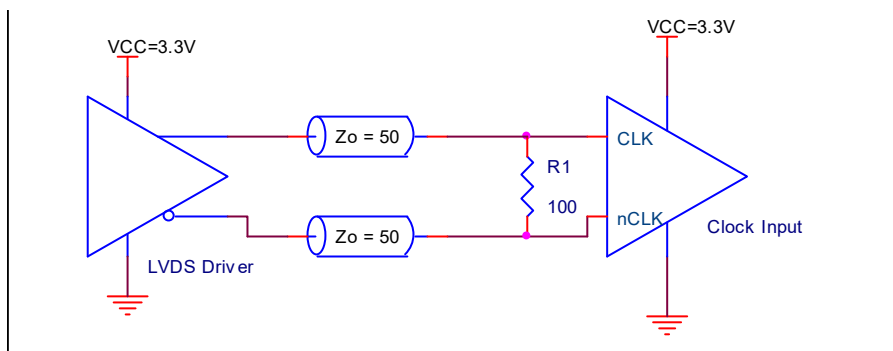 VCC=3.3V
VCC=3.3V
Zo = 50
CLK
R1
100
nCLK
Clock Input
Zo = 50
LVDS Driver